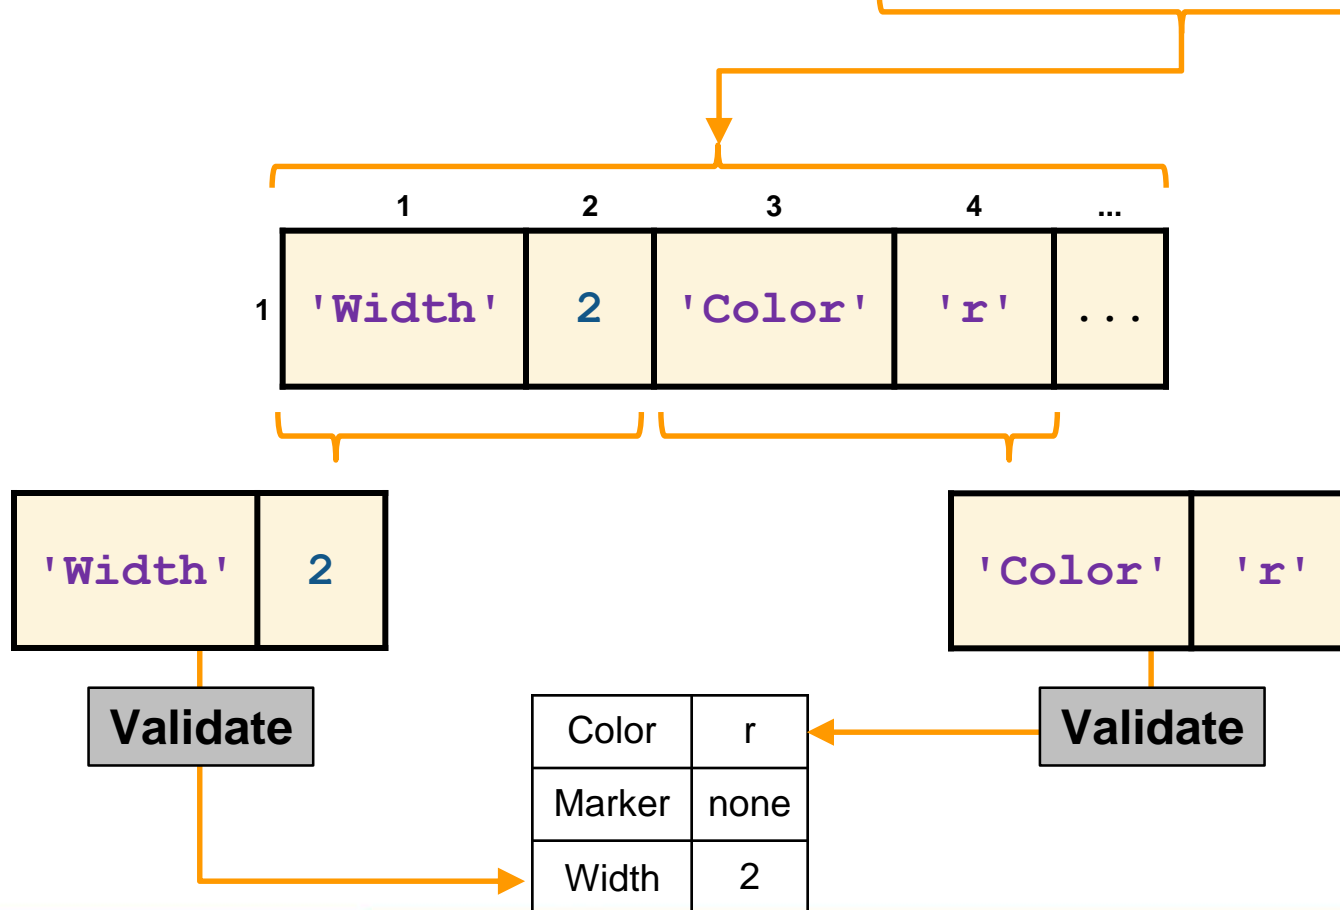 1 2 3 4 ...
1 'Width' 2 'Color' 'r' ...
'Width' 2 'Color' 'r'
Validate Validate
Color r
Marker none
Width 2